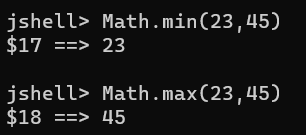 jshell> Math.min(23,45)
$17 ==> 23
jshell> Math.max(23,45)
$18 ==> 45